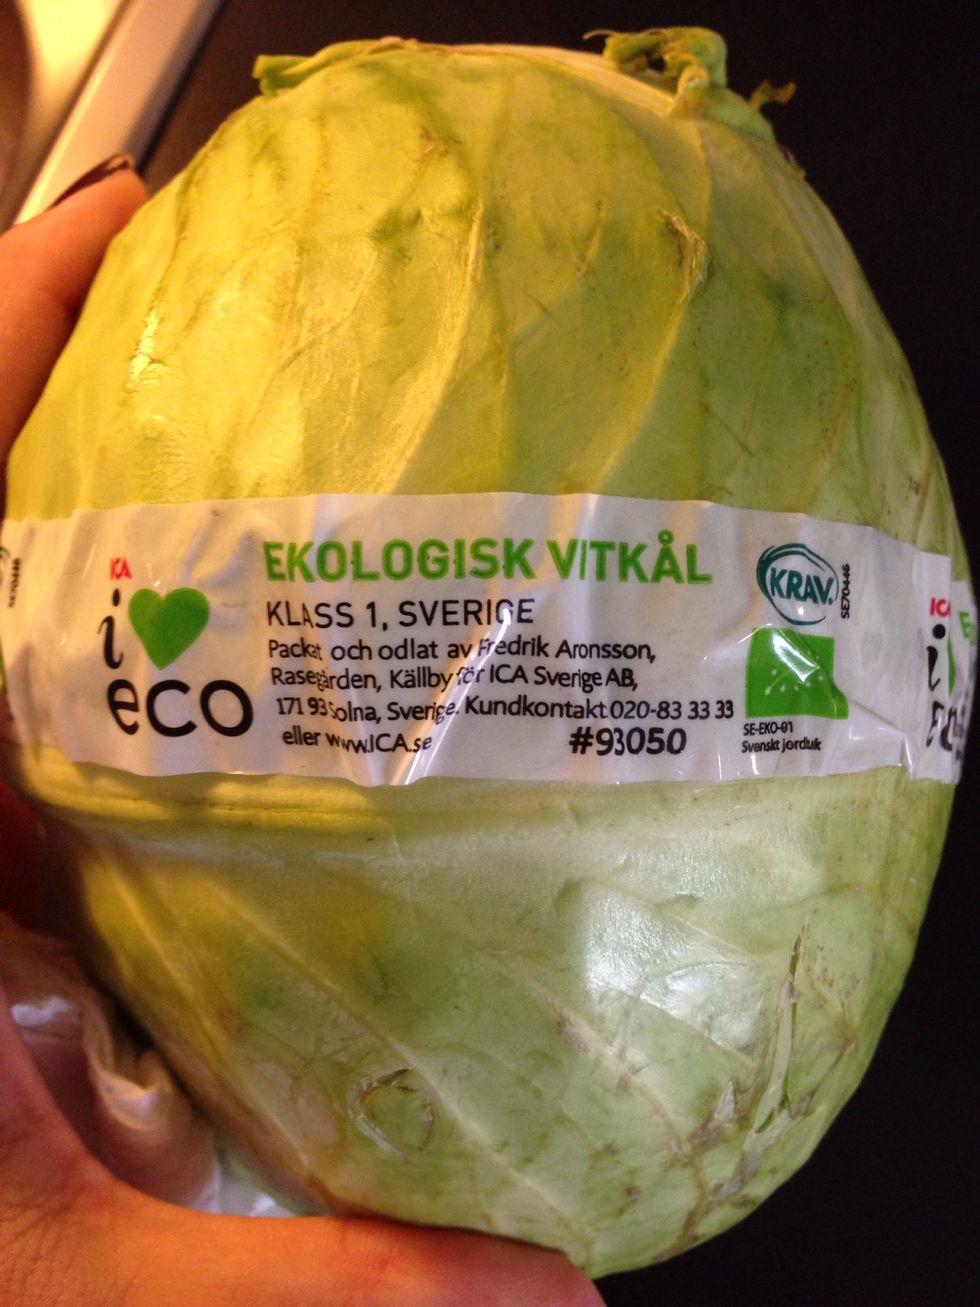 ICA
i
eco
EKOLOGISK VITKÅL
KLASS 1, SVERIGE
Packat och odlat av Fredrik Aronsson,
Rasegården, Källby för ICA Sverige AB,
171 93 Solna, Sverige. Kundkontakt 020-83 33 33
eller www.ICA.se
#93050
KRAV
SE70446
SE-EKO-01
Svenskt jordbuk
ICA
i